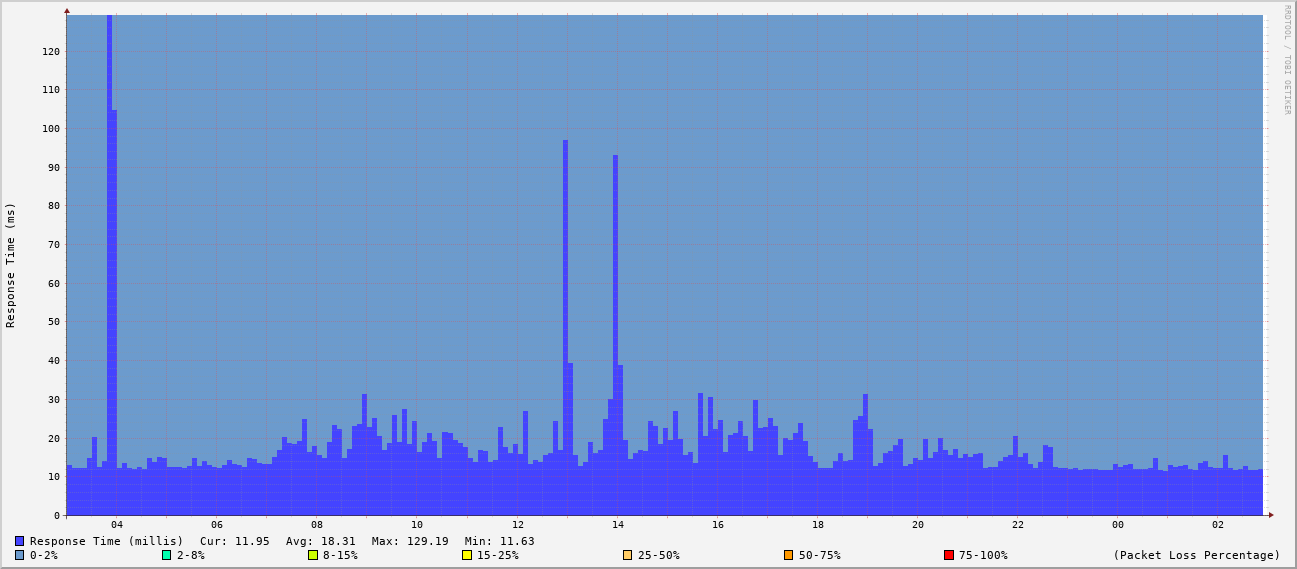 RRDTOOL / TOBI OETIKER
Response Time (ms)
120
110
100
90
80
70
60
50
40
30
20
10
0
04 06 08 10 12 14 16 18 20 22 00 02
Response Time (millis) Cur: 11.95 Avg: 18.31 Max: 129.19 Min: 11.63
0-2% 2-8% 8-15% 15-25% 25-50% 50-75% 75-100% (Packet Loss Percentage)